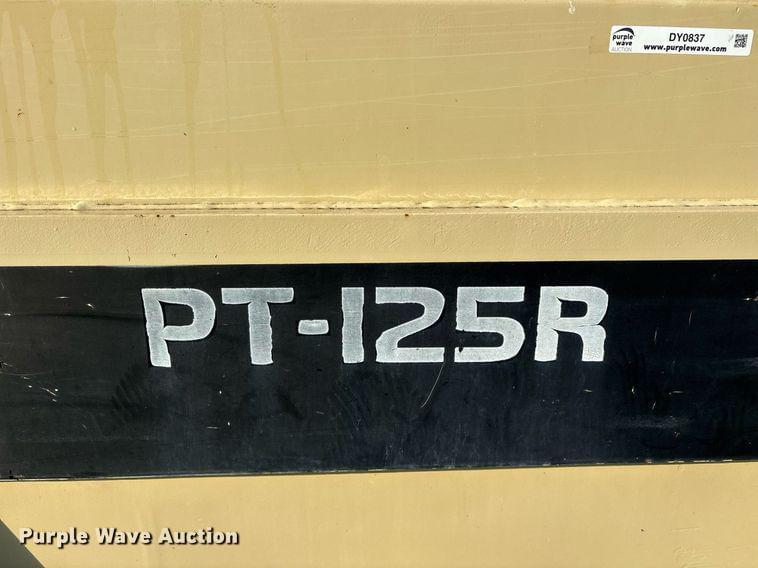 purple
wave
AUCTION
DY0837
www.purplewave.com
PT-125R
Purple Wave Auction